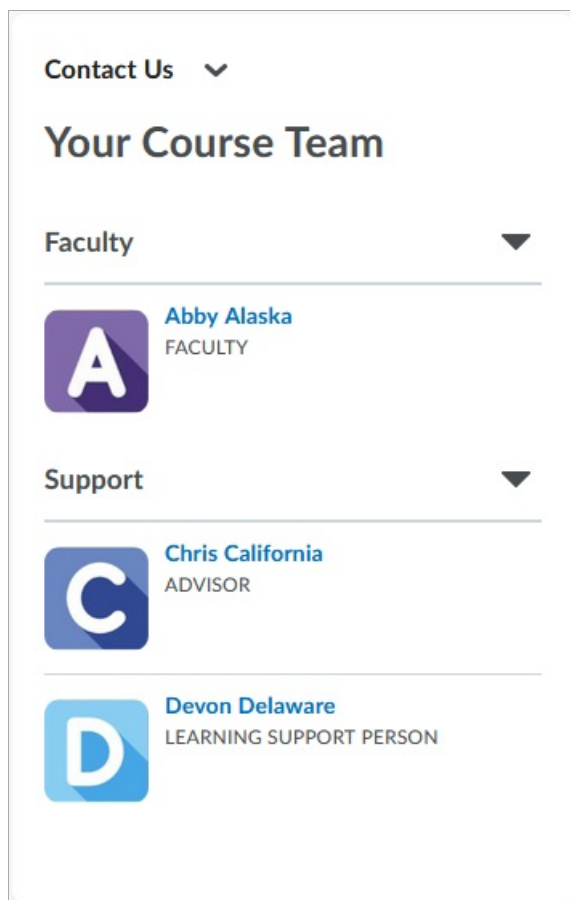 Contact Us
Your Course Team
Faculty
A
Abby Alaska
FACULTY
Support
C
Chris California
ADVISOR
D
Devon Delaware
LEARNING SUPPORT PERSON